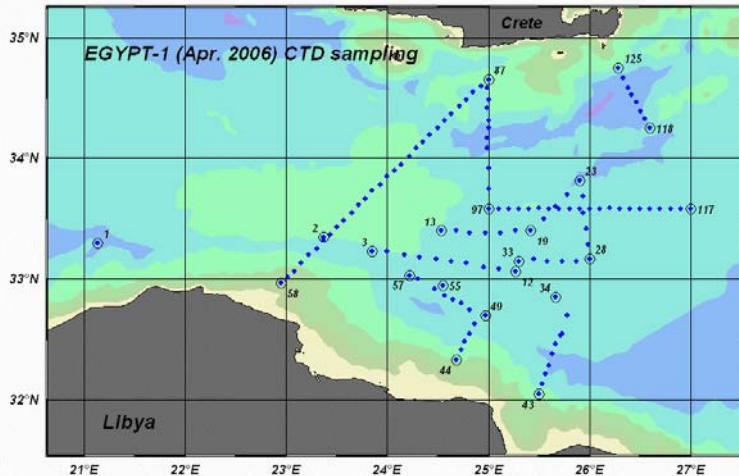 35°N
Crete
EGYPT-1 (Apr. 2006) CTD sampling
87
125
118
34°N
23
97
117
1
2
3
13
19
33
28
33°N
58
57
55
12
34
49
44
43
32°N
Libya
21°E 22°E 23°E 24°E 25°E 26°E 27°E